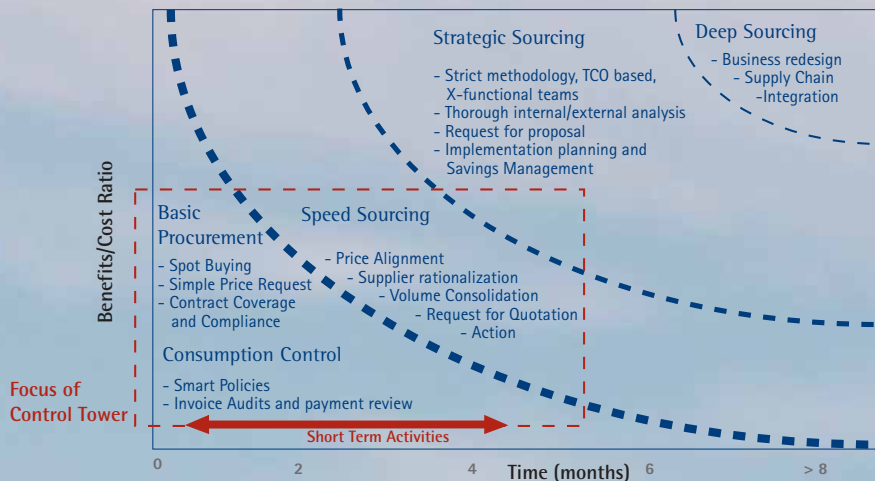 Strategic Sourcing
- Strict methodology, TCO based,
X-functional teams
- Thorough internal/external analysis
- Request for proposal
- Implementation planning and
Savings Management
Deep Sourcing
- Business redesign
- Supply Chain
-Integration
Benefits/Cost Ratio
Basic
Procurement
- Spot Buying
- Simple Price Request
- Contract Coverage
and Compliance
Speed Sourcing
- Price Alignment
- Supplier rationalization
- Volume Consolidation
- Request for Quotation
- Action
Consumption Control
- Smart Policies
- Invoice Audits and payment review
Focus of
Control Tower
Short Term Activities
0 2 4 6 > 8
Time (months)